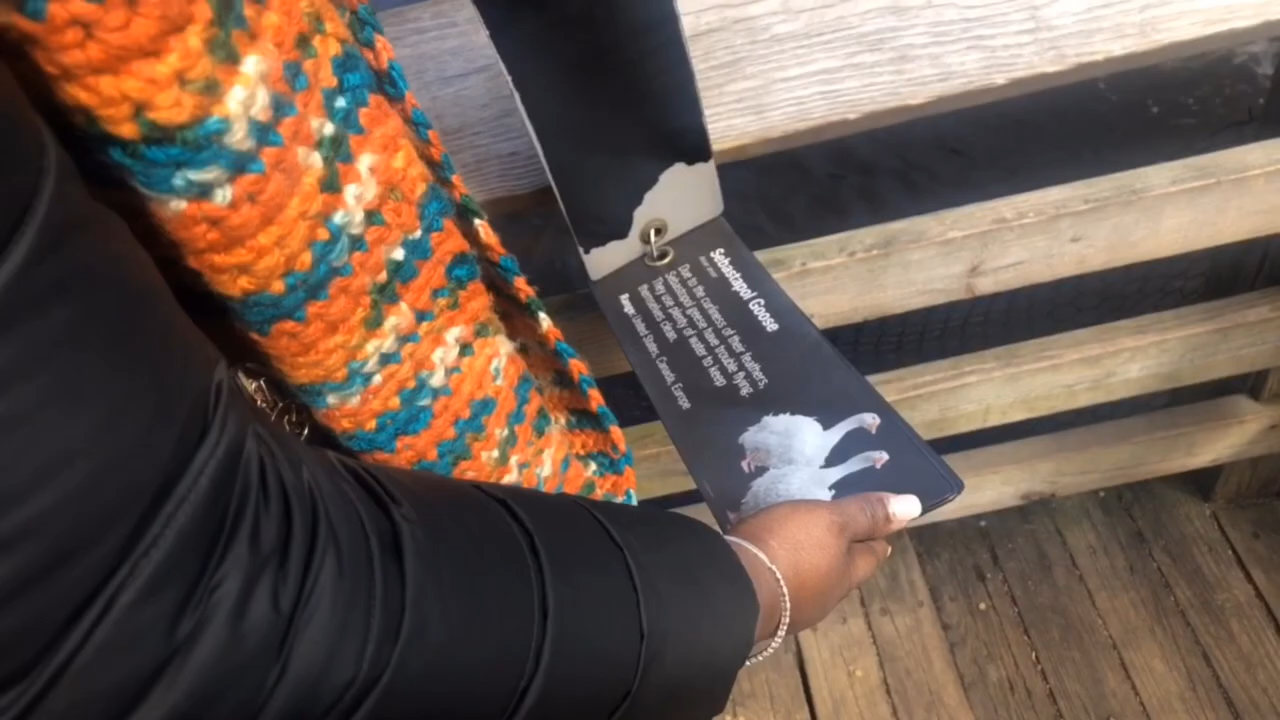 Sebastapol Goose
Due to the curliness of their feathers,
Sebastopol geese have trouble flying.
They use plenty of water to keep
themselves clean.
Range: United States, Canada, Europe